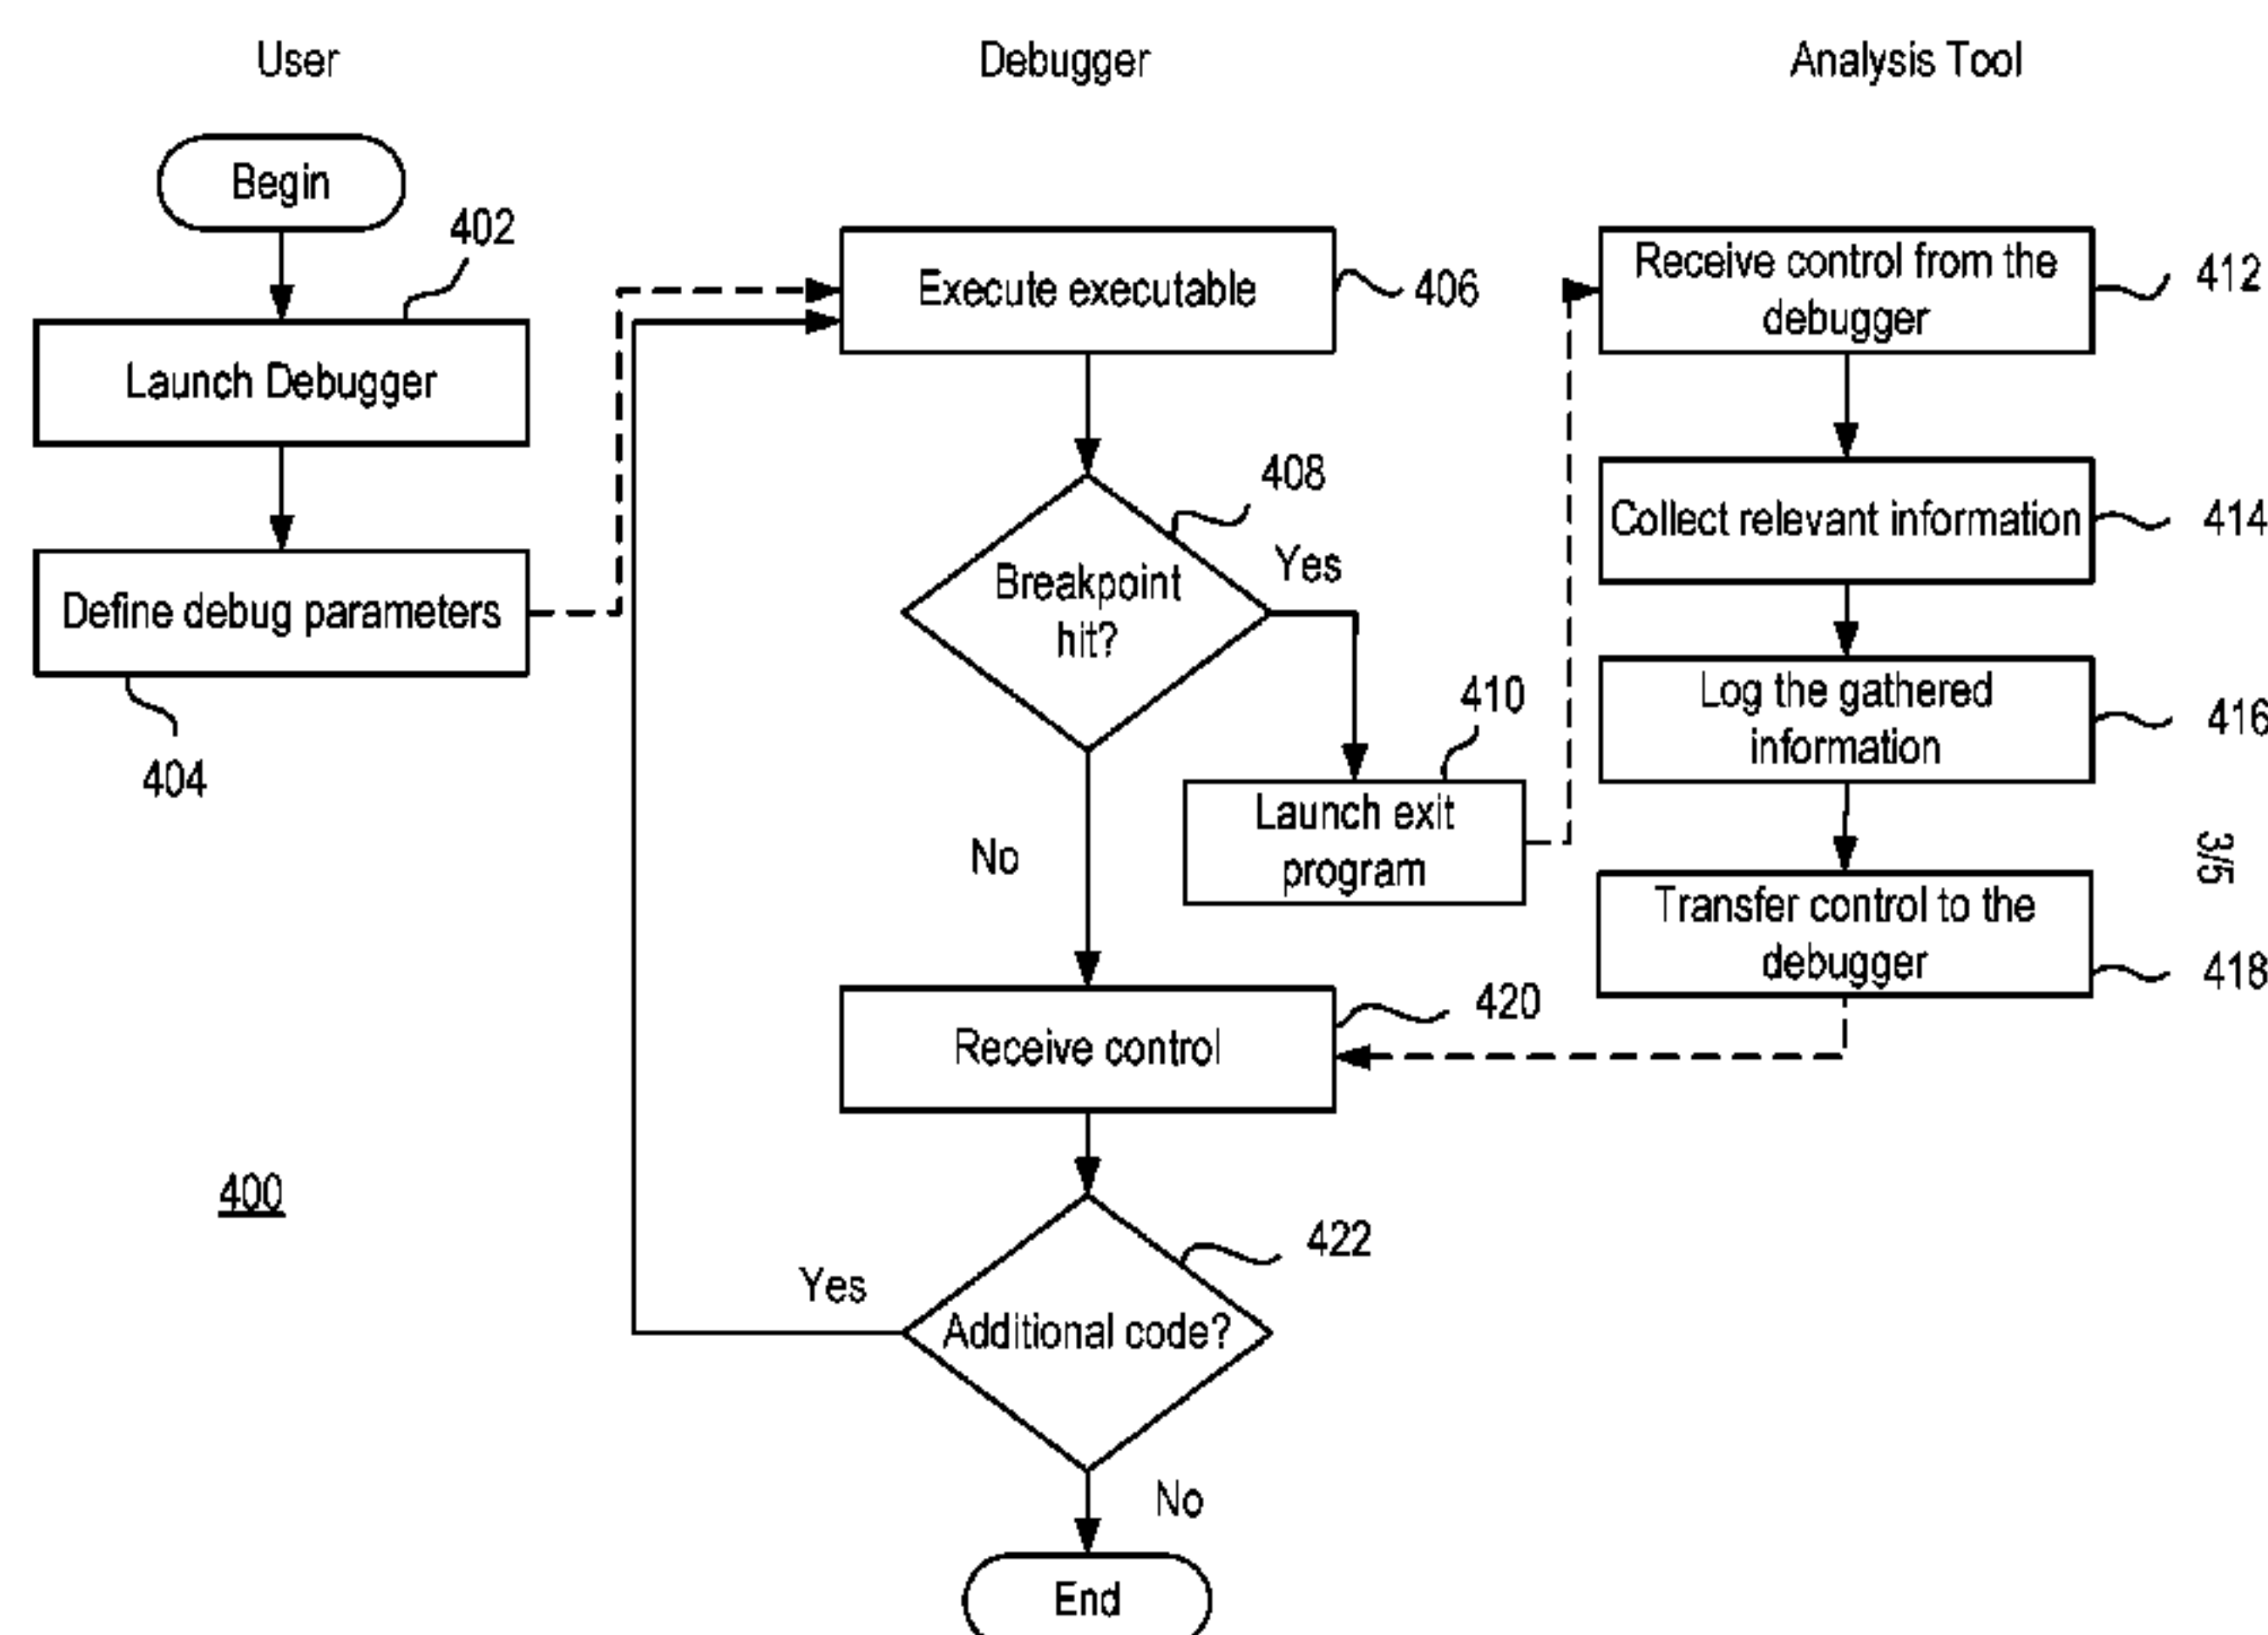 User
Debugger
Analysis Tool
Begin
402
Launch Debugger
Define debug parameters
404
Execute executable
406
408
Breakpoint
hit?
Yes
No
410
Launch exit
program
Receive control from the
debugger
412
Collect relevant information
414
Log the gathered
information
416
Transfer control to the
debugger
418
3/5
Receive control
420
400
422
Additional code?
Yes
No
End